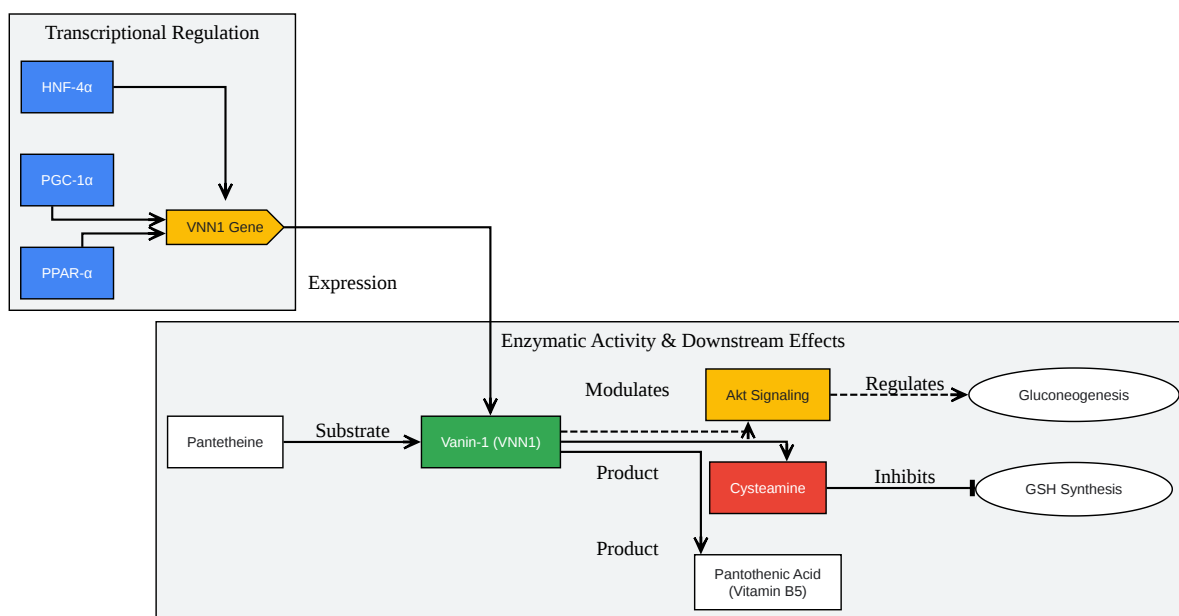 Transcriptional Regulation
HNF-4α
PGC-1α
VNN1 Gene
PPAR-α
Expression
Enzymatic Activity & Downstream Effects
Modulates
Akt Signaling
Regulates
Gluconeogenesis
Pantetheine
Substrate
Vanin-1 (VNN1)
Product
Cysteamine
Inhibits
GSH Synthesis
Product
Pantothenic Acid
(Vitamin B5)